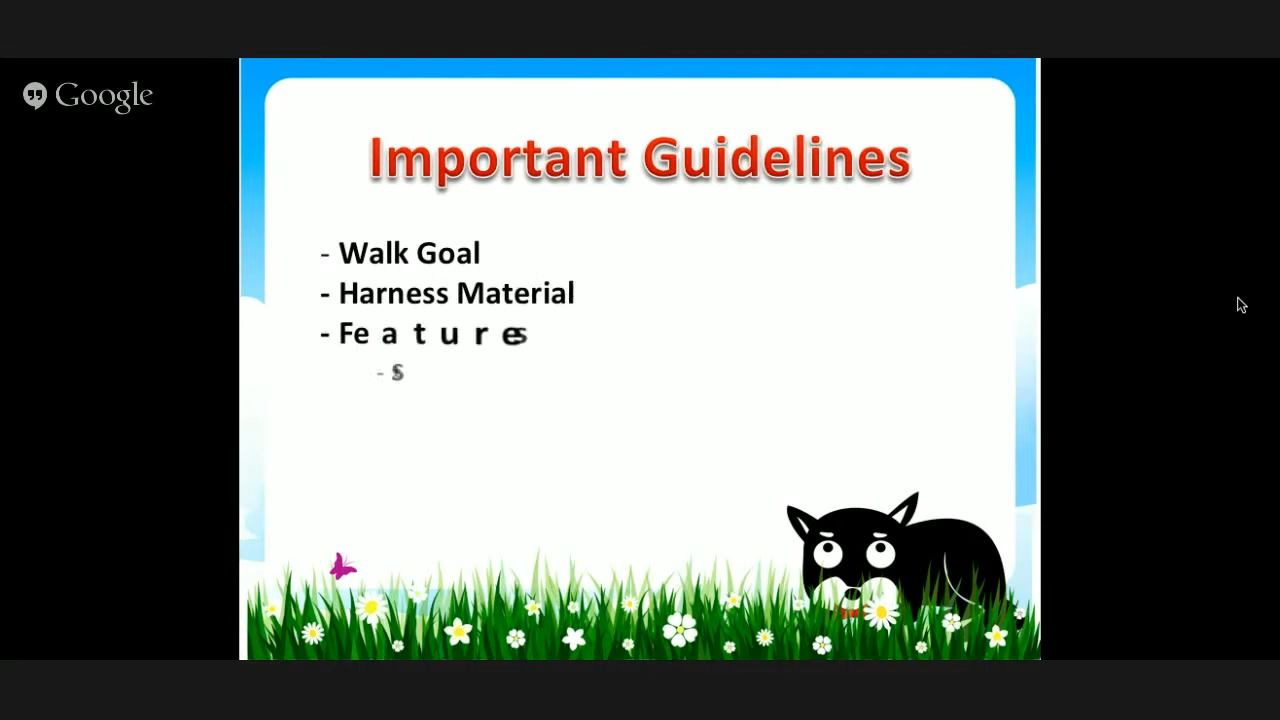 Google
Important Guidelines
- Walk Goal
- Harness Material
- Features
- S